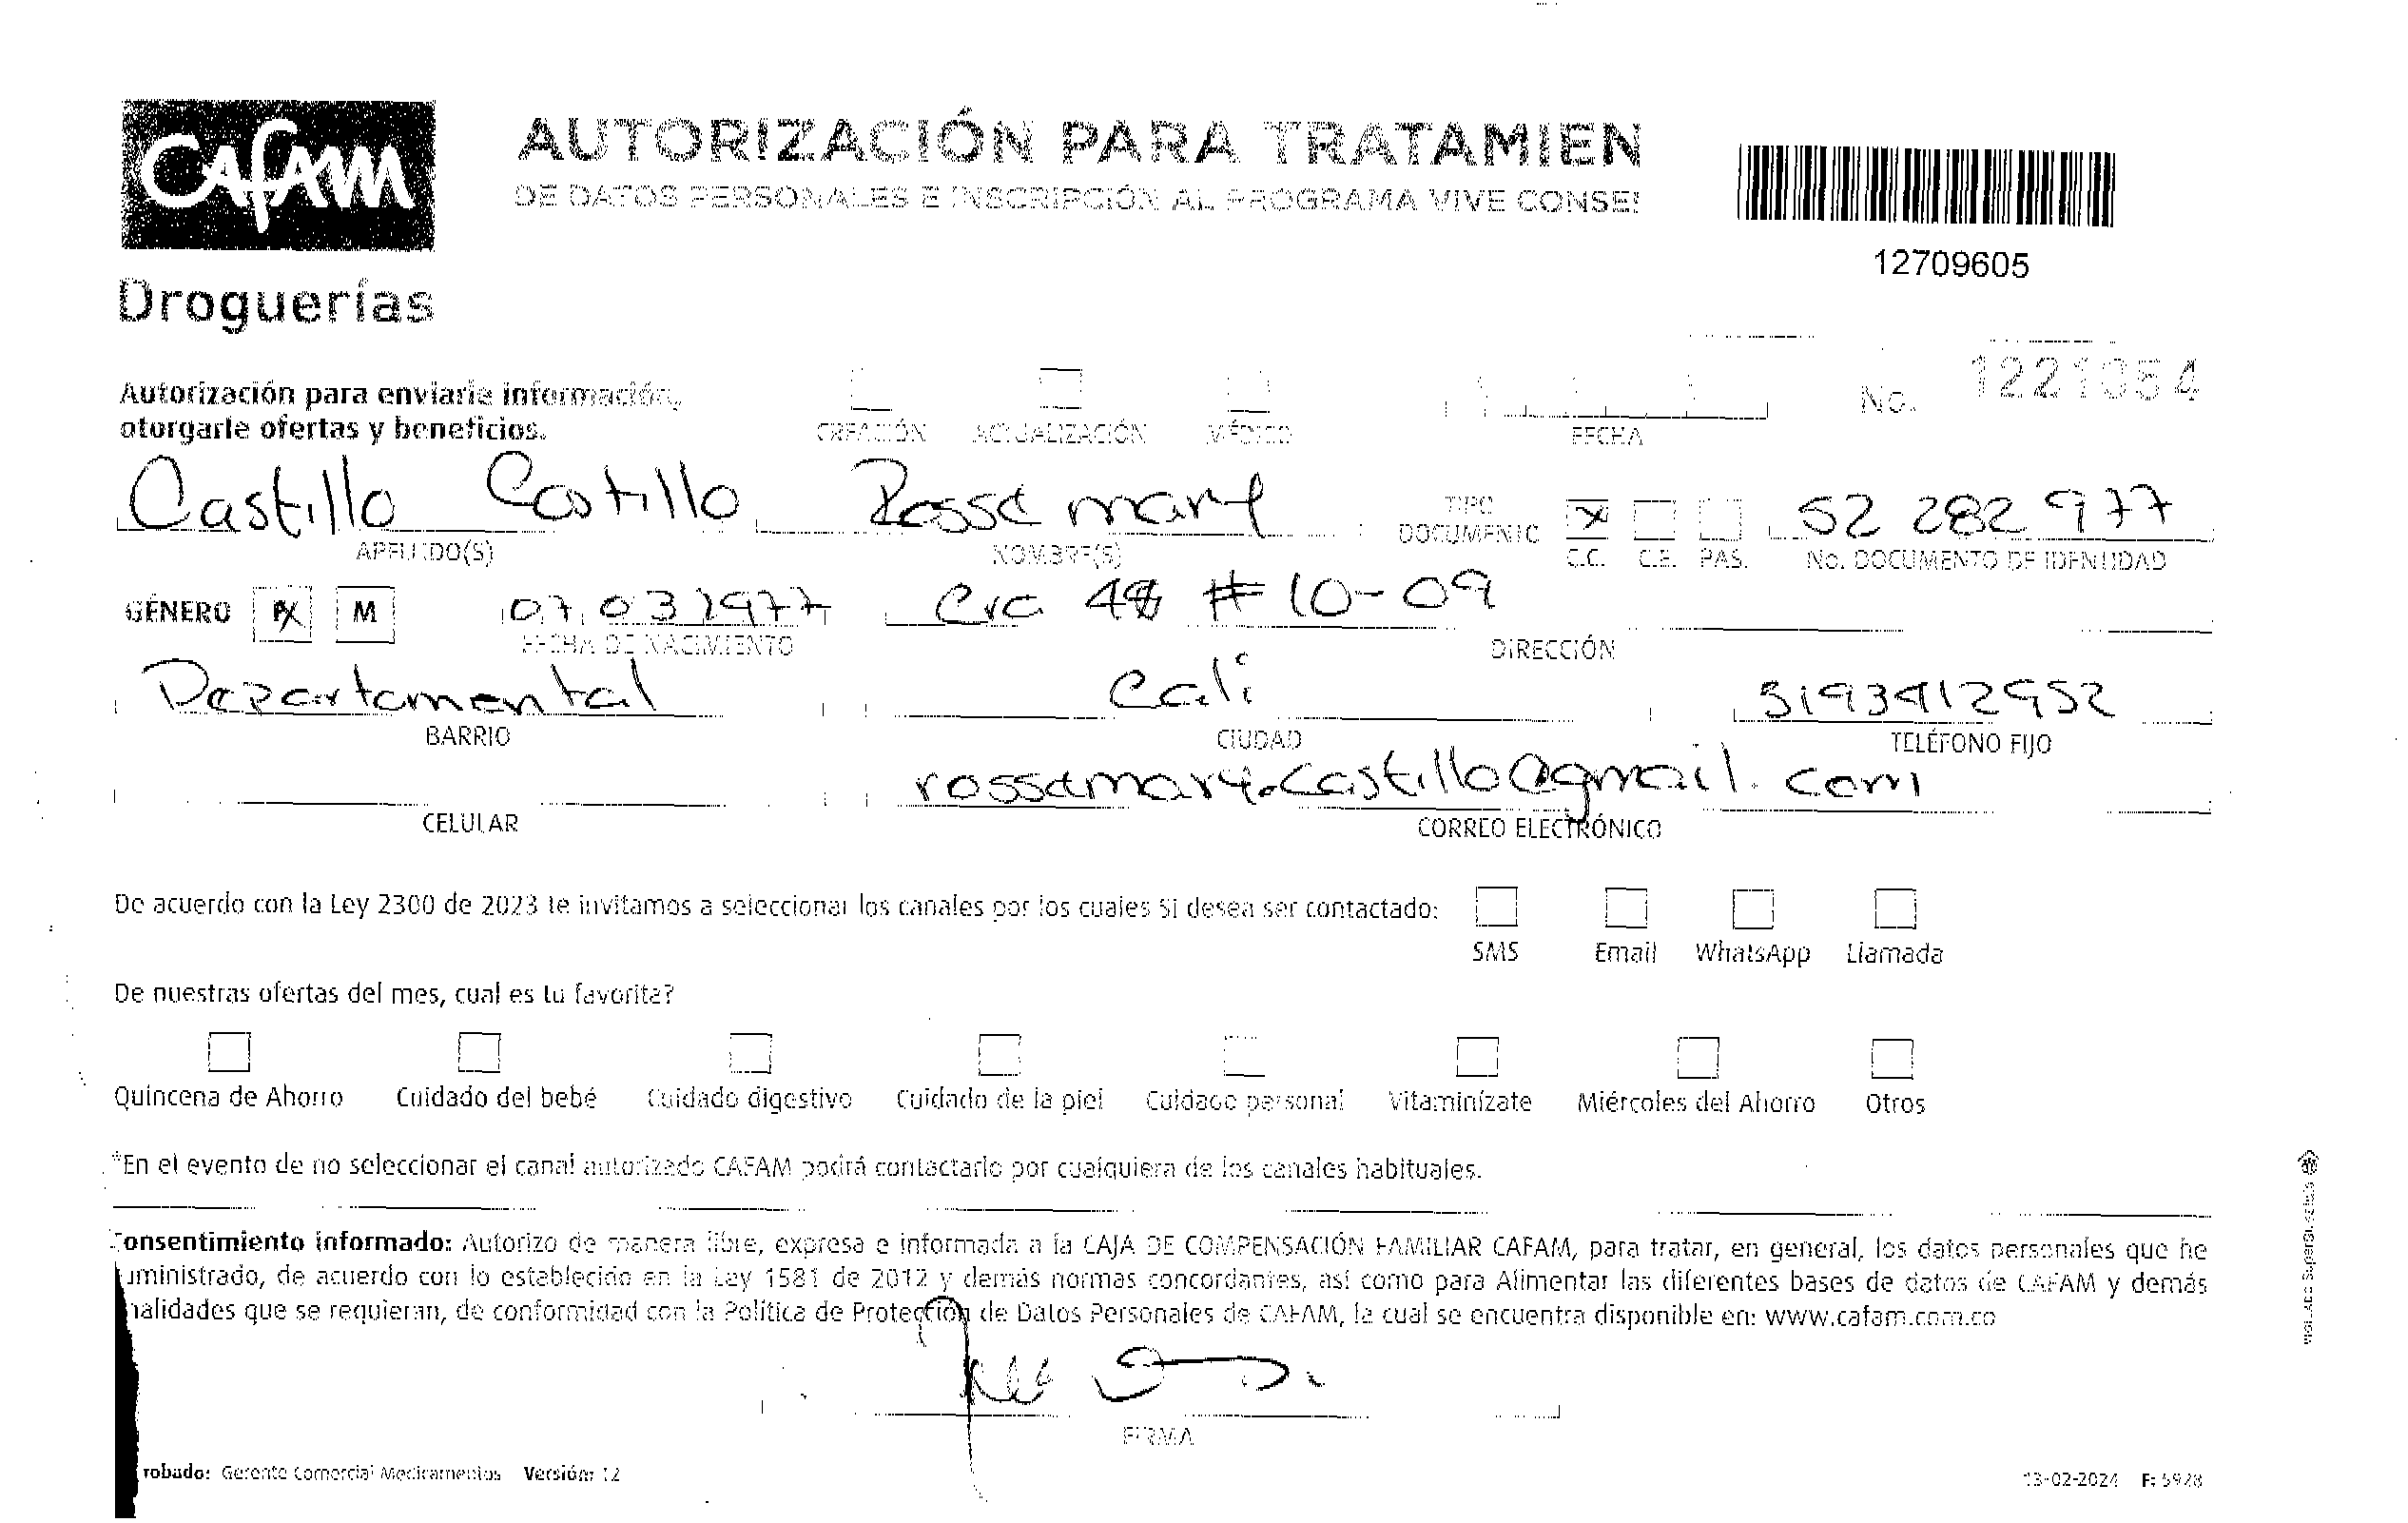 CAFAM
Droguerías
AUTORIZACIÓN PARA TRATAMIEN
DE DATOS PERSONALES E INSCRIPCIÓN AL PROGRAMA VIVE CONSE
12709605
Autorización para enviarle información,
otorgarle ofertas y beneficios.
CREACIÓN ACTUALIZACIÓN MÉDICO FECHA No. 1221054
Castillo Castillo Rossa mary X 52 282 977
APELLIDO(S) NOMBRE(S) TIPO DOCUMENTO C.C. C.E. PAS. No. DOCUMENTO DE IDENTIDAD
GÉNERO F X M 07 03 1977 Cra 48 # 10-09
FECHA DE NACIMIENTO DIRECCIÓN
Departamental Cali 3193412952
BARRIO CIUDAD TELÉFONO FIJO
rossamary.castillo@gmail.com
CELULAR CORREO ELECTRÓNICO
De acuerdo con la Ley 2300 de 2023 te invitamos a seleccionar los canales por los cuales SI desea ser contactado:
SMS Email WhatsApp Llamada
De nuestras ofertas del mes, cual es tu favorita?
Quincena de Ahorro Cuidado del bebé Cuidado digestivo Cuidado de la piel Cuidado personal Vitaminízate Miércoles del Ahorro Otros
*En el evento de no seleccionar el canal autorizado CAFAM podrá contactarlo por cualquiera de los canales habituales.
onsentimiento informado: Autorizo de manera libre, expresa e informada a la CAJA DE COMPENSACIÓN FAMILIAR CAFAM, para tratar, en general, los datos personales que he
uministrado, de acuerdo con lo establecido en la Ley 1581 de 2012 y demás normas concordantes, así como para Alimentar las diferentes bases de datos de CAFAM y demás
nalidades que se requieran, de conformidad con la Política de Protección de Datos Personales de CAFAM, la cual se encuentra disponible en: www.cafam.com.co
FIRMA
robado: Gerente Comercial Medicamentos Versión: 12
13-02-2024 F: 5928
VIGILADO SuperSubsidio